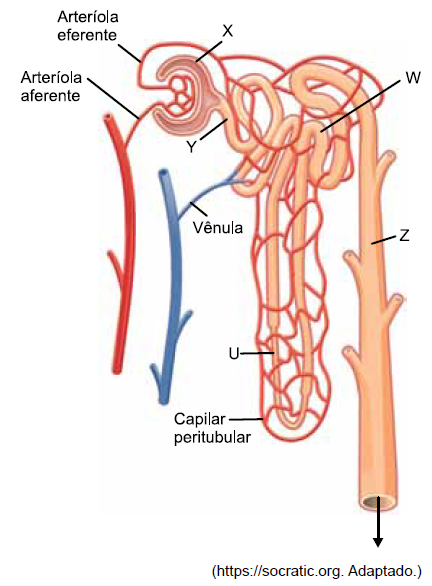 Arteríola
eferente
X
Arteríola
aferente
W
Y
Vênula
Z
U
Capilar
peritubular
(https://socratic.org. Adaptado.)